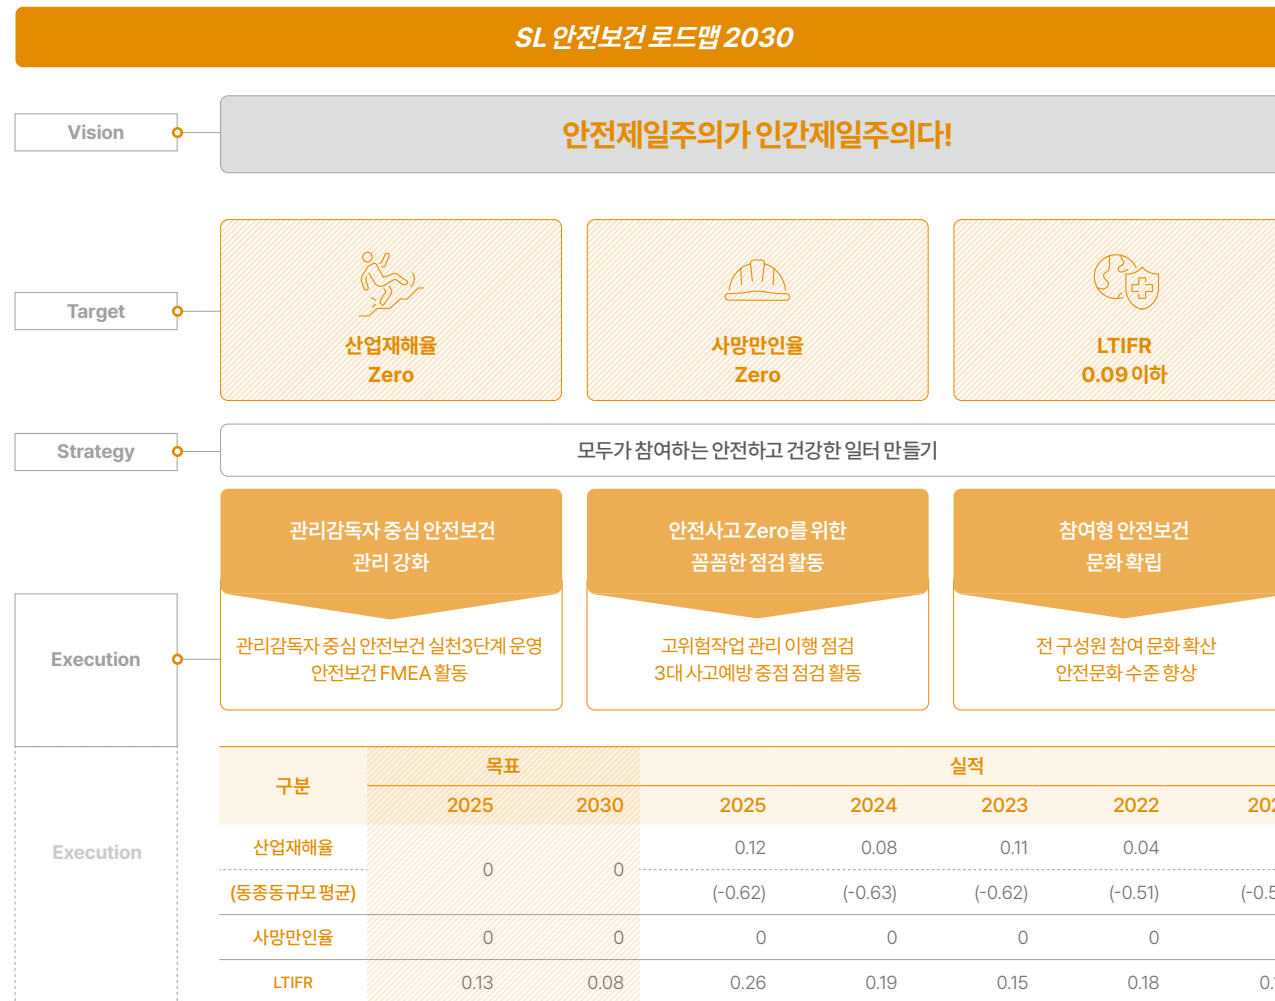 SL 안전보건 로드맵 2030
Vision
안전제일주의가 인간제일주의다!
Target
산업재해율
Zero
사망만인율
Zero
LTIFR
0.09 이하
Strategy
모두가 참여하는 안전하고 건강한 일터 만들기
관리감독자 중심 안전보건
관리 강화
안전사고 Zero를 위한
꼼꼼한 점검 활동
참여형 안전보건
문화 확립
Execution
관리감독자 중심 안전보건 실천3단계 운영
안전보건 FMEA 활동
고위험작업 관리 이행 점검
3대 사고예방 중점 점검 활동
전 구성원 참여 문화 확산
안전문화 수준 향상
Execution
구분 목표 실적
2025 2030 2025 2024 2023 2022
산업재해율 0 0 0.12 0.08 0.11 0.04
(동종동규모 평균) (-0.62) (-0.63) (-0.62) (-0.51)
사망만인율 0 0 0 0 0 0
LTIFR 0.13 0.08 0.26 0.19 0.15 0.18